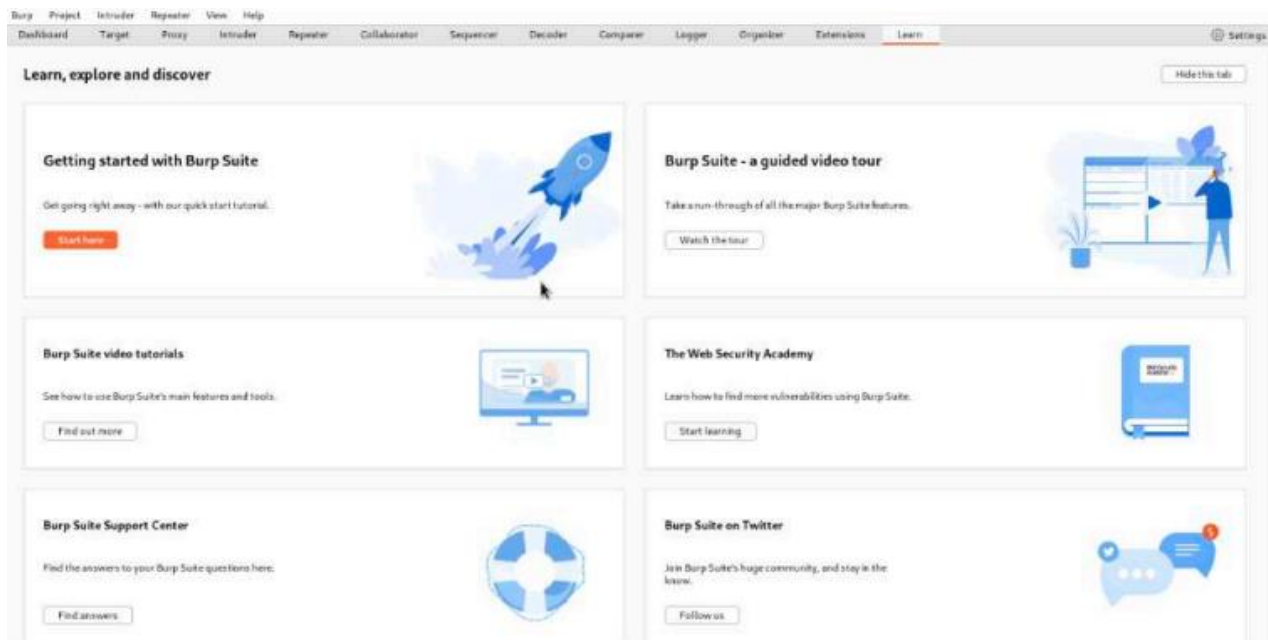 Burp Project Intruder Repeater View Help
Dashboard Target Proxy Intruder Repeater Collaborator Sequencer Decoder Comparer Logger Organizer Extensions Learn Settings
Learn, explore and discover
Hide this tab
Getting started with Burp Suite
Get going right away - with our quick start tutorial.
Start here
Burp Suite - a guided video tour
Take a run-through of all the major Burp Suite features.
Watch the tour
Burp Suite video tutorials
See how to use Burp Suite's main features and tools.
Find out more
The Web Security Academy
Learn how to find more vulnerabilities using Burp Suite.
Start learning
Burp Suite Support Center
Find the answers to your Burp Suite questions here.
Find answers
Burp Suite on Twitter
Join Burp Suite's huge community, and stay in the
know.
Follow us